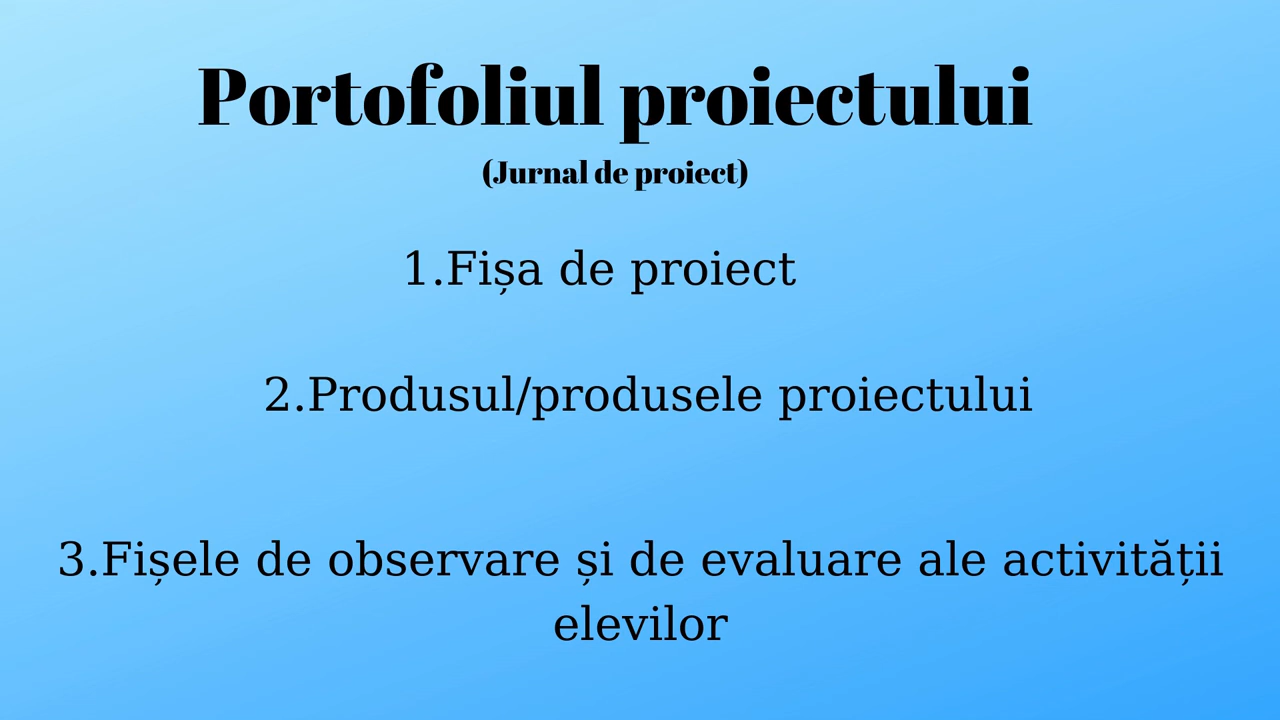 Portofoliul proiectului
(Jurnal de proiect)
1.Fișa de proiect
2.Produsul/produsele proiectului
3.Fișele de observare și de evaluare ale activității
elevilor